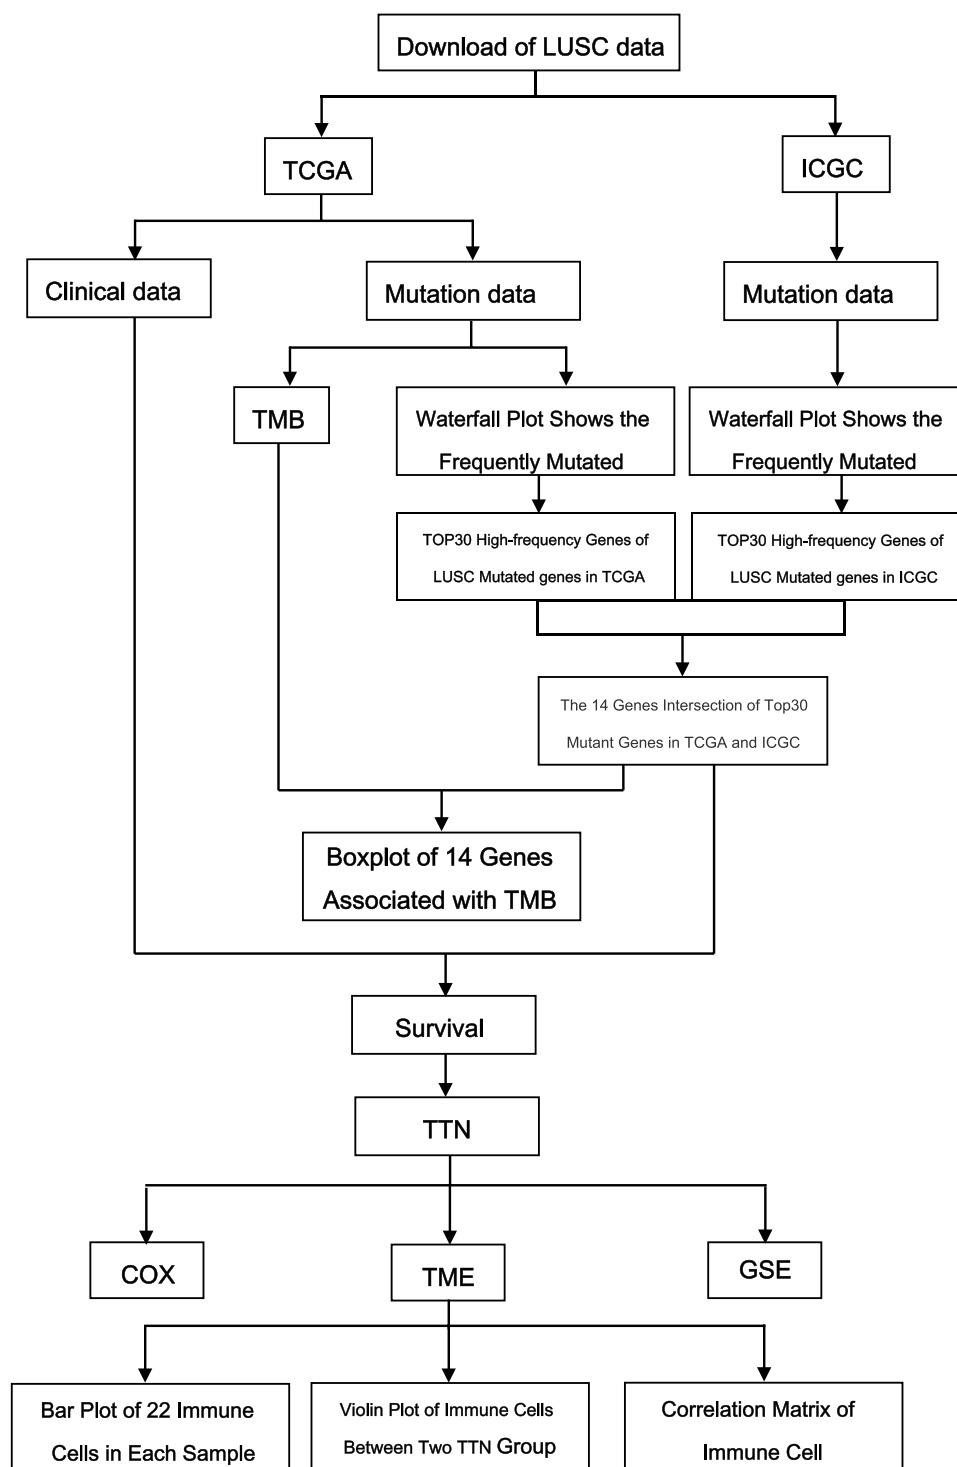 Download of LUSC data
TCGA
ICGC
Clinical data
Mutation data
Mutation data
TMB
Waterfall Plot Shows the
Frequently Mutated
Waterfall Plot Shows the
Frequently Mutated
TOP30 High-frequency Genes of
LUSC Mutated genes in TCGA
TOP30 High-frequency Genes of
LUSC Mutated genes in ICGC
The 14 Genes Intersection of Top30
Mutant Genes in TCGA and ICGC
Boxplot of 14 Genes
Associated with TMB
Survival
TTN
COX
TME
GSE
Bar Plot of 22 Immune
Cells in Each Sample
Violin Plot of Immune Cells
Between Two TTN Group
Correlation Matrix of
Immune Cell